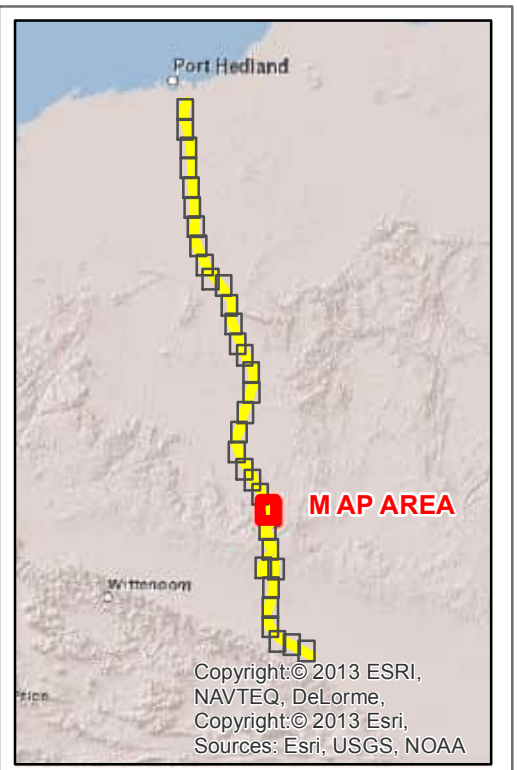 Port Hedland
M AP AREA
Wittenoom
Copyright:© 2013 ESRI,
NAVTEQ, DeLorme,
Copyright:© 2013 Esri,
Sources: Esri, USGS, NOAA